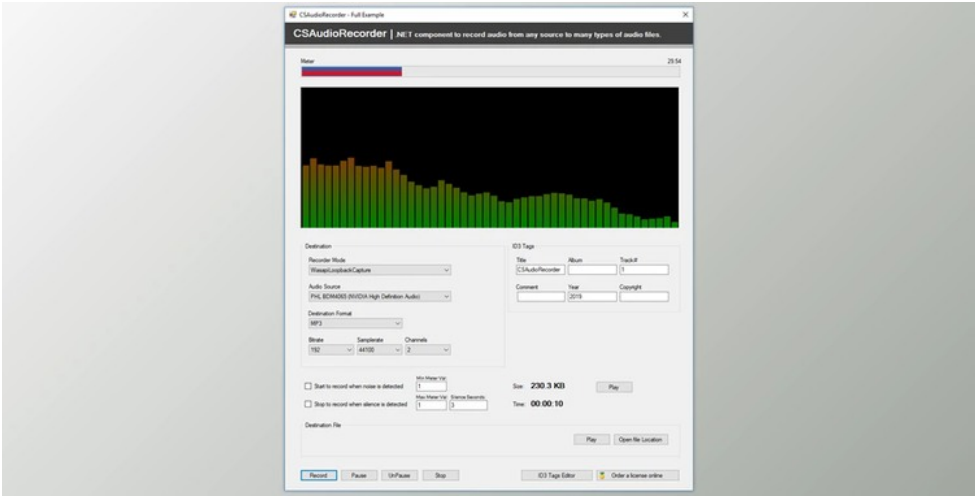 CSAudioRecorder - Full Example
CSAudioRecorder | .NET component to record audio from any source to many types of audio files.
Meter 29.54
Destination
Recorder Mode
WasapiLoopbackCapture
Audio Source
PHL BDM4065 (NVIDIA High Definition Audio)
Destination Format
MP3
Bitrate Samplerate Channels
192 44100 2
ID3 Tags
Title Album Track#
CSAudioRecorder 1
Comment Year Copyright
2019
Min Meter Val
Start to record when noise is detected 1
Max Meter Val Silence Seconds
Stop to record when silence is detected 1 3
Size: 230.3 KB Play
Time: 00:00:10
Destination File
Play Open file Location
Record Pause UnPause Stop ID3 Tags Editor Order a license online